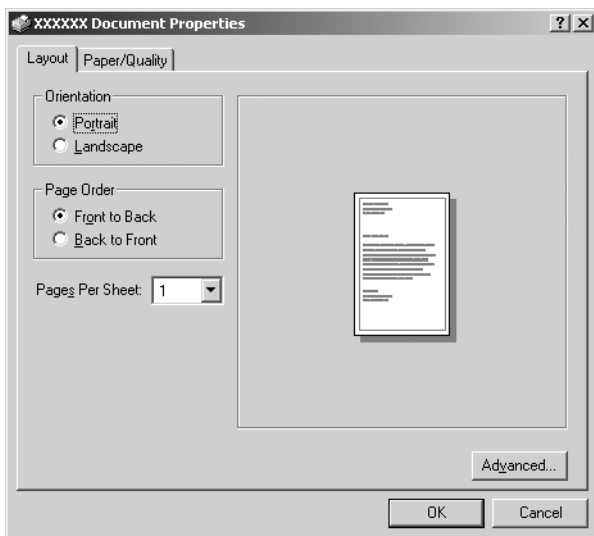 XXXXXX Document Properties
Layout
Paper/Quality
Orientation
Portrait
Landscape
Page Order
Front to Back
Back to Front
Pages Per Sheet: 1
Advanced...
OK
Cancel